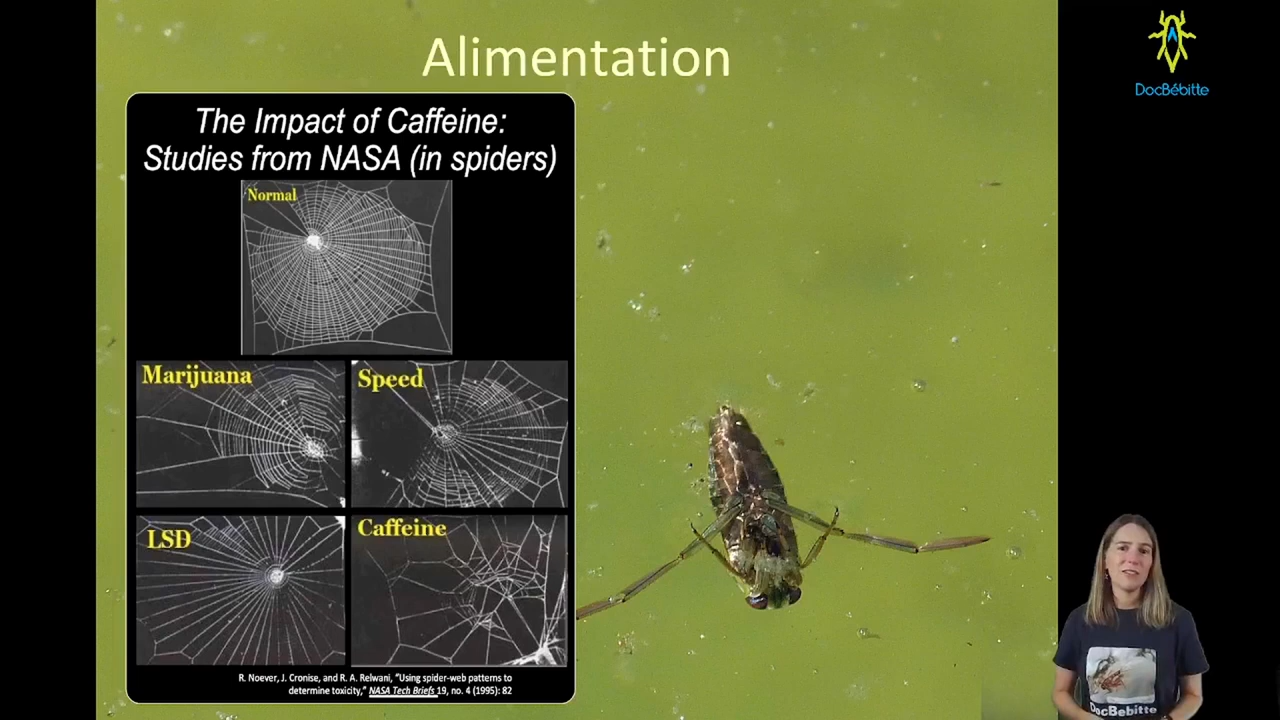 Alimentation
DocBébitte
The Impact of Caffeine:
Studies from NASA (in spiders)
Normal
Marijuana
Speed
LSD
Caffeine
R. Noever, J. Cronise, and R. A. Relwani, “Using spider-web patterns to
determine toxicity,” NASA Tech Briefs 19, no. 4 (1995): 82
DocBebitte